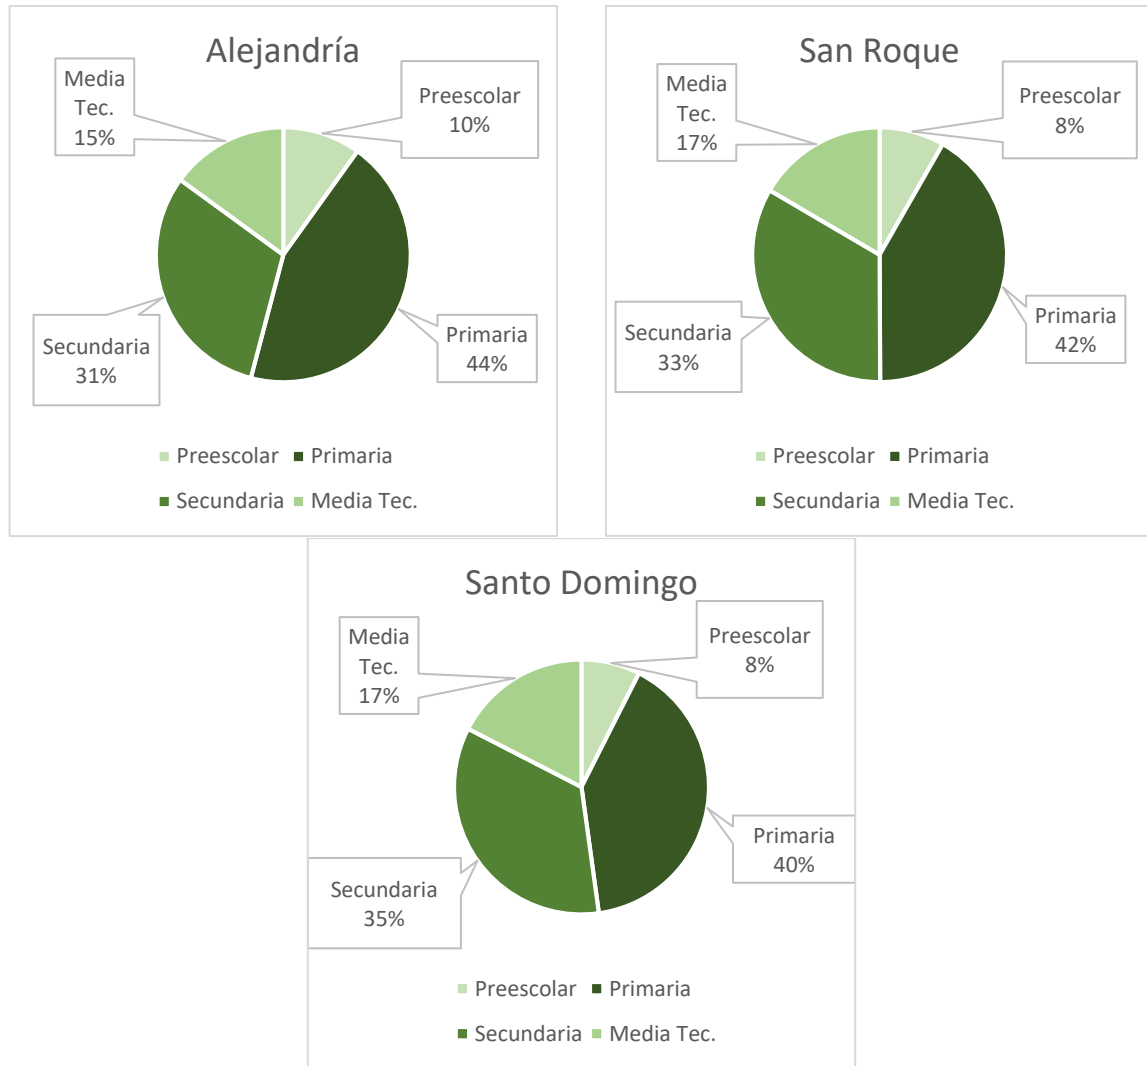 Alejandría
Media
Tec.
15%
Preescolar
10%
Secundaria
31%
Primaria
44%
Preescolar Primaria
Secundaria Media Tec.
San Roque
Media
Tec.
17%
Preescolar
8%
Secundaria
33%
Primaria
42%
Preescolar Primaria
Secundaria Media Tec.
Santo Domingo
Media
Tec.
17%
Preescolar
8%
Secundaria
35%
Primaria
40%
Preescolar Primaria
Secundaria Media Tec.